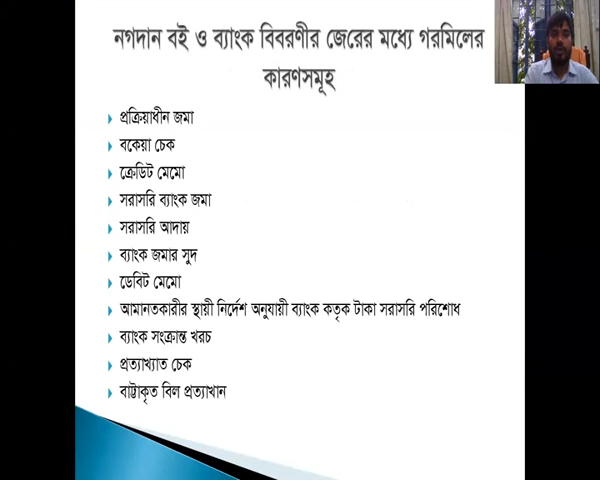 নগদান বই ও ব্যাংক বিবরণীর জেরের মধ্যে গরমিলের
কারণসমূহ
প্রক্রিয়াধীন জমা
বকেয়া চেক
ক্রেডিট মেমো
সরাসরি ব্যাংক জমা
সরাসরি আদায়
ব্যাংক জমার সুদ
ডেবিট মেমো
আমানতকারীর স্থায়ী নির্দেশ অনুযায়ী ব্যাংক কতৃক টাকা সরাসরি পরিশোধ
ব্যাংক সংক্রান্ত খরচ
প্রত্যাখ্যাত চেক
বাট্টাকৃত বিল প্রত্যাখান